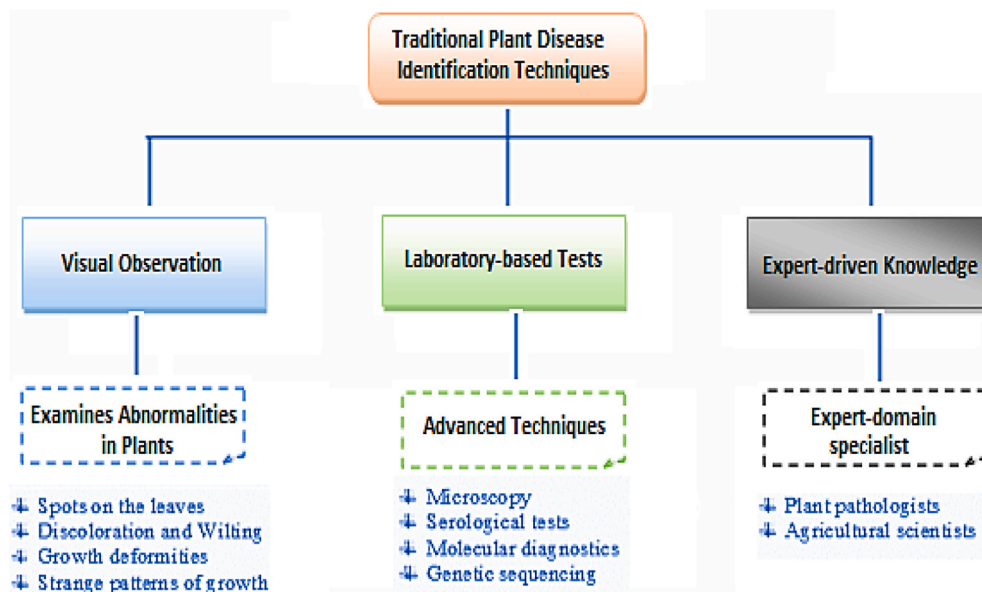 Traditional Plant Disease
Identification Techniques
Visual Observation
Laboratory-based Tests
Expert-driven Knowledge
Examines Abnormalities
in Plants
Advanced Techniques
Expert-domain
specialist
Spots on the leaves
Discoloration and Wilting
Growth deformities
Strange patterns of growth
Microscopy
Serological tests
Molecular diagnostics
Genetic sequencing
Plant pathologists
Agricultural scientists